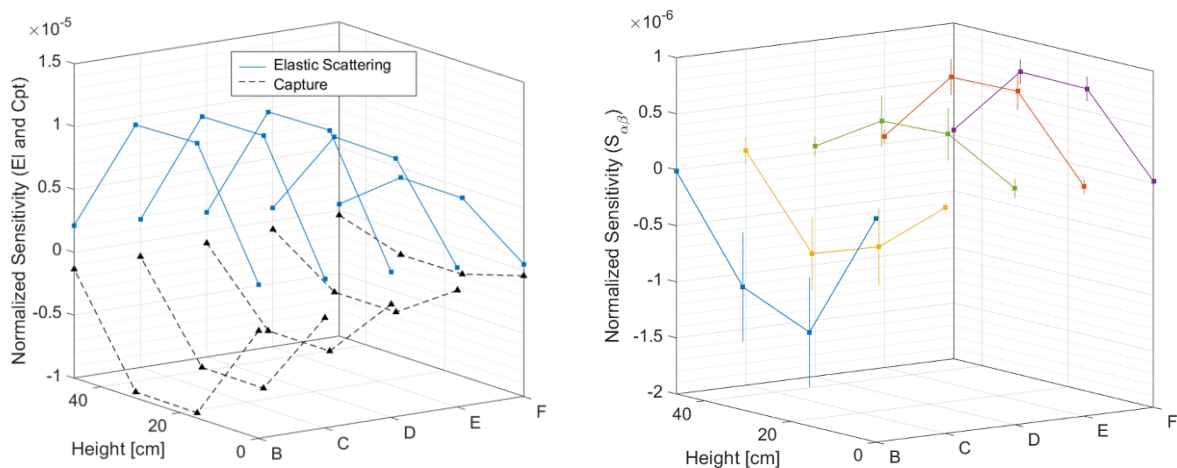 ×10⁻⁵
1.5
1
0.5
0
-0.5
-1
Normalized Sensitivity (El and Cpt)
Elastic Scattering
Capture
40
20
0
Height [cm]
B
C
D
E
F
×10⁻⁶
1
0.5
0
-0.5
-1
-1.5
-2
Normalized Sensitivity (S_αβ)
40
20
0
Height [cm]
B
C
D
E
F